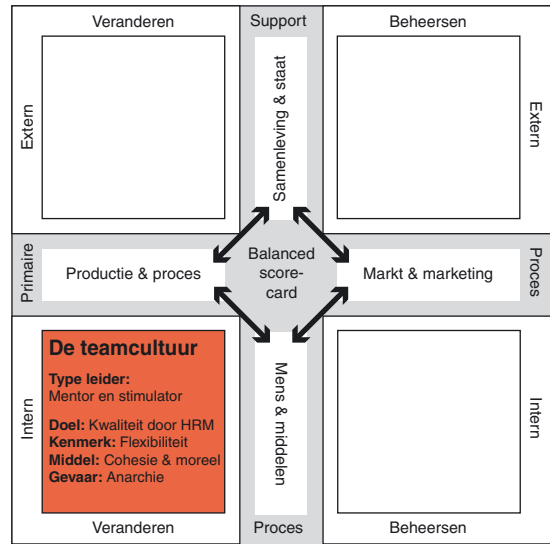 Veranderen
Support
Beheersen
Extern
Samenleving & staat
Extern
Primaire
Productie & proces
Balanced
score-
card
Markt & marketing
Proces
Intern
De teamcultuur
Type leider:
Mentor en stimulator
Doel: Kwaliteit door HRM
Kenmerk: Flexibiliteit
Middel: Cohesie & moreel
Gevaar: Anarchie
Mens & middelen
Intern
Veranderen
Proces
Beheersen